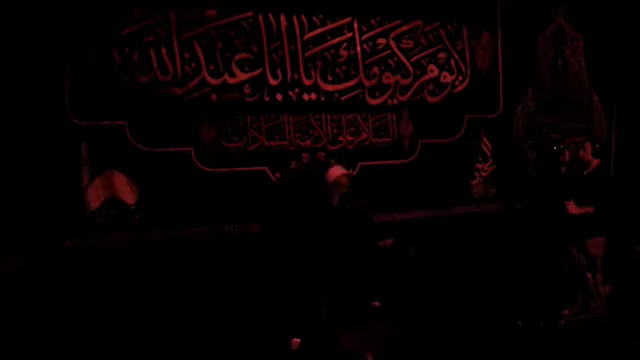 لا يوم كيومك يا أبا عبد الله
السلام على الأئمة السادات